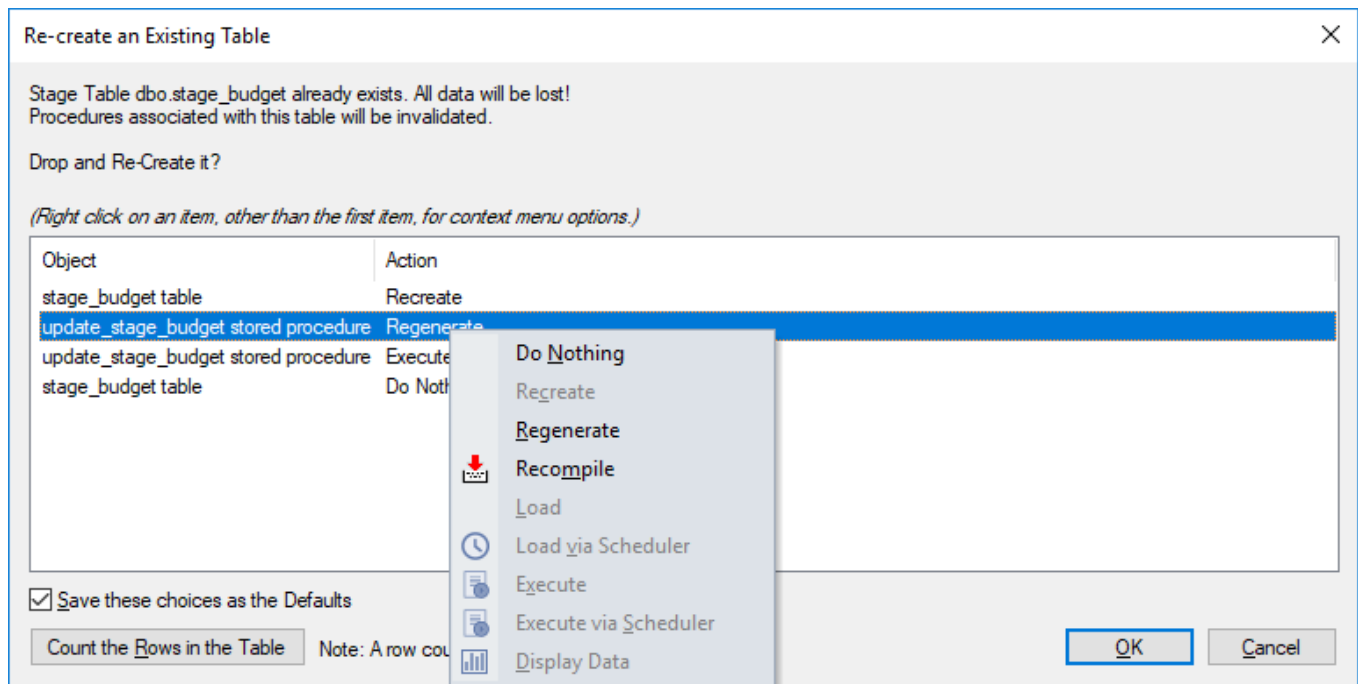 Re-create an Existing Table
Stage Table dbo.stage_budget already exists. All data will be lost!
Procedures associated with this table will be invalidated.
Drop and Re-Create it?
(Right click on an item, other than the first item, for context menu options.)
Object Action
stage_budget table Recreate
update_stage_budget stored procedure Regenerate
update_stage_budget stored procedure Execute
stage_budget table Do
Do Nothing
Recreate
Regenerate
Recompile
Load
Load via Scheduler
Execute
Execute via Scheduler
Display Data
Save these choices as the Defaults
Count the Rows in the Table Note: A row
OK Cancel